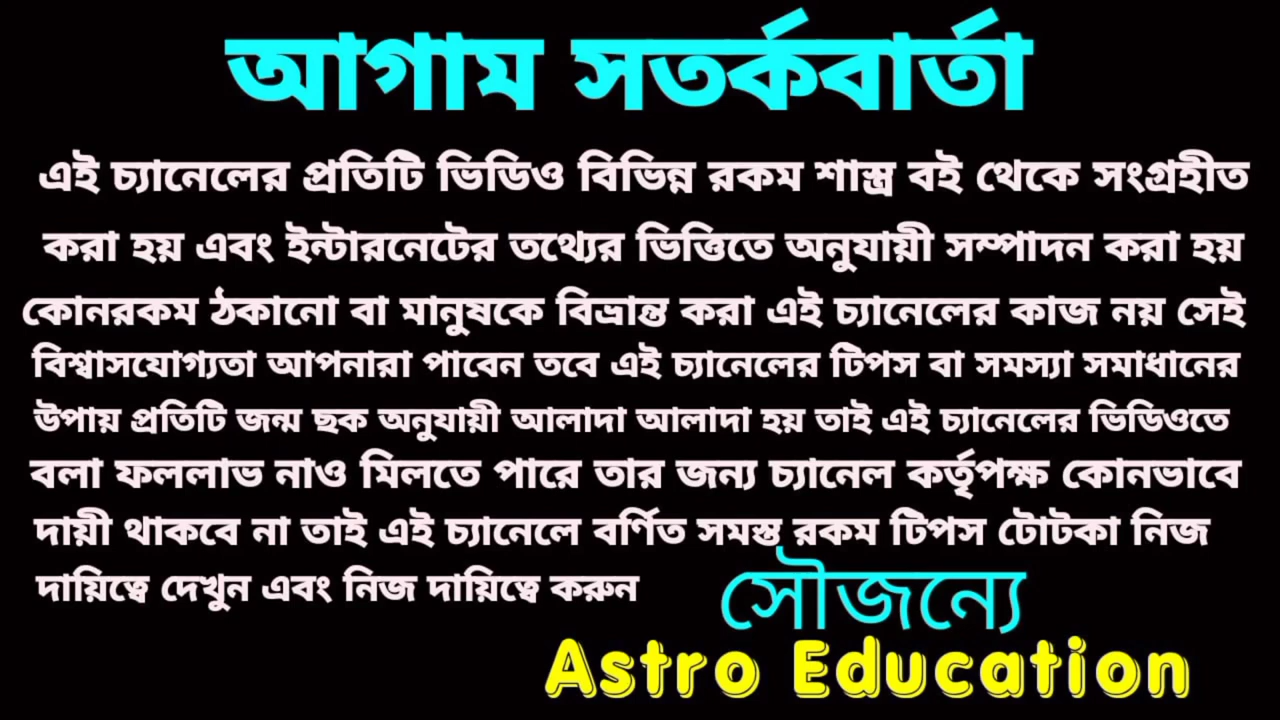 আগাম সতর্কবার্তা
এই চ্যানেলের প্রতিটি ভিডিও বিভিন্ন রকম শাস্ত্র বই থেকে সংগ্রহীত
করা হয় এবং ইন্টারনেটের তথ্যের ভিত্তিতে অনুযায়ী সম্পাদন করা হয়
কোনরকম ঠকানো বা মানুষকে বিভ্রান্ত করা এই চ্যানেলের কাজ নয় সেই
বিশ্বাসযোগ্যতা আপনারা পাবেন তবে এই চ্যানেলের টিপস বা সমস্যা সমাধানের
উপায় প্রতিটি জন্ম ছক অনুযায়ী আলাদা আলাদা হয় তাই এই চ্যানেলের ভিডিওতে
বলা ফললাভ নাও মিলতে পারে তার জন্য চ্যানেল কর্তৃপক্ষ কোনভাবে
দায়ী থাকবে না তাই এই চ্যানেলে বর্ণিত সমস্ত রকম টিপস টোটকা নিজ
দায়িত্বে দেখুন এবং নিজ দায়িত্বে করুন
সৌজন্যে
Astro Education